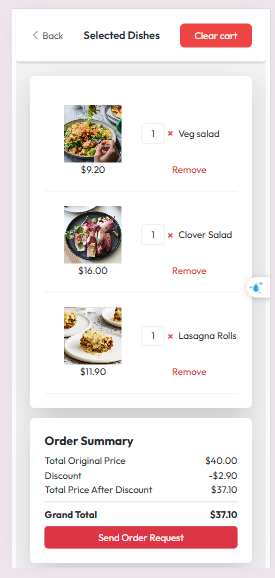 Back Selected Dishes Clear cart
1 × Veg salad
$9.20 Remove
1 × Clover Salad
$16.00 Remove
1 × Lasagna Rolls
$11.90 Remove
Order Summary
Total Original Price $40.00
Discount -$2.90
Total Price After Discount $37.10
Grand Total $37.10
Send Order Request